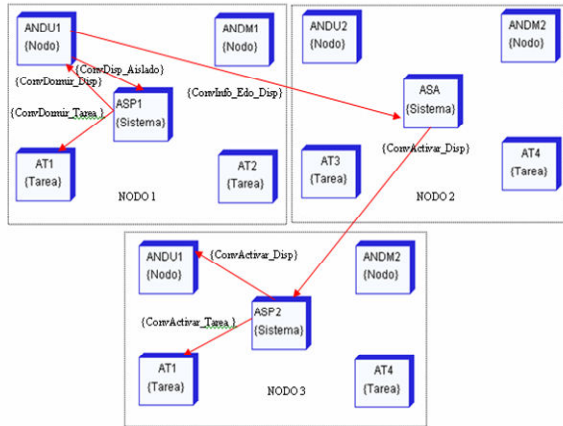 ANDU1
{Nodo}
ANDM1
{Nodo}
{ConvDisp_Aislado}
{ConvDormir_Disp}
{ConvInfo_Edo_Disp}
ASP1
{Sistema}
{ConvDormir_Tarea }
AT1
{Tarea}
AT2
{Tarea}
NODO 1
ANDU2
{Nodo}
ANDM2
{Nodo}
ASA
{Sistema}
{ConvActivar_Disp}
AT3
{Tarea}
AT4
{Tarea}
NODO 2
ANDU1
{Nodo}
{ConvActivar_Disp}
ANDM2
{Nodo}
ASP2
{Sistema}
{ConvActivar_Tarea }
AT1
{Tarea}
AT4
{Tarea}
NODO 3